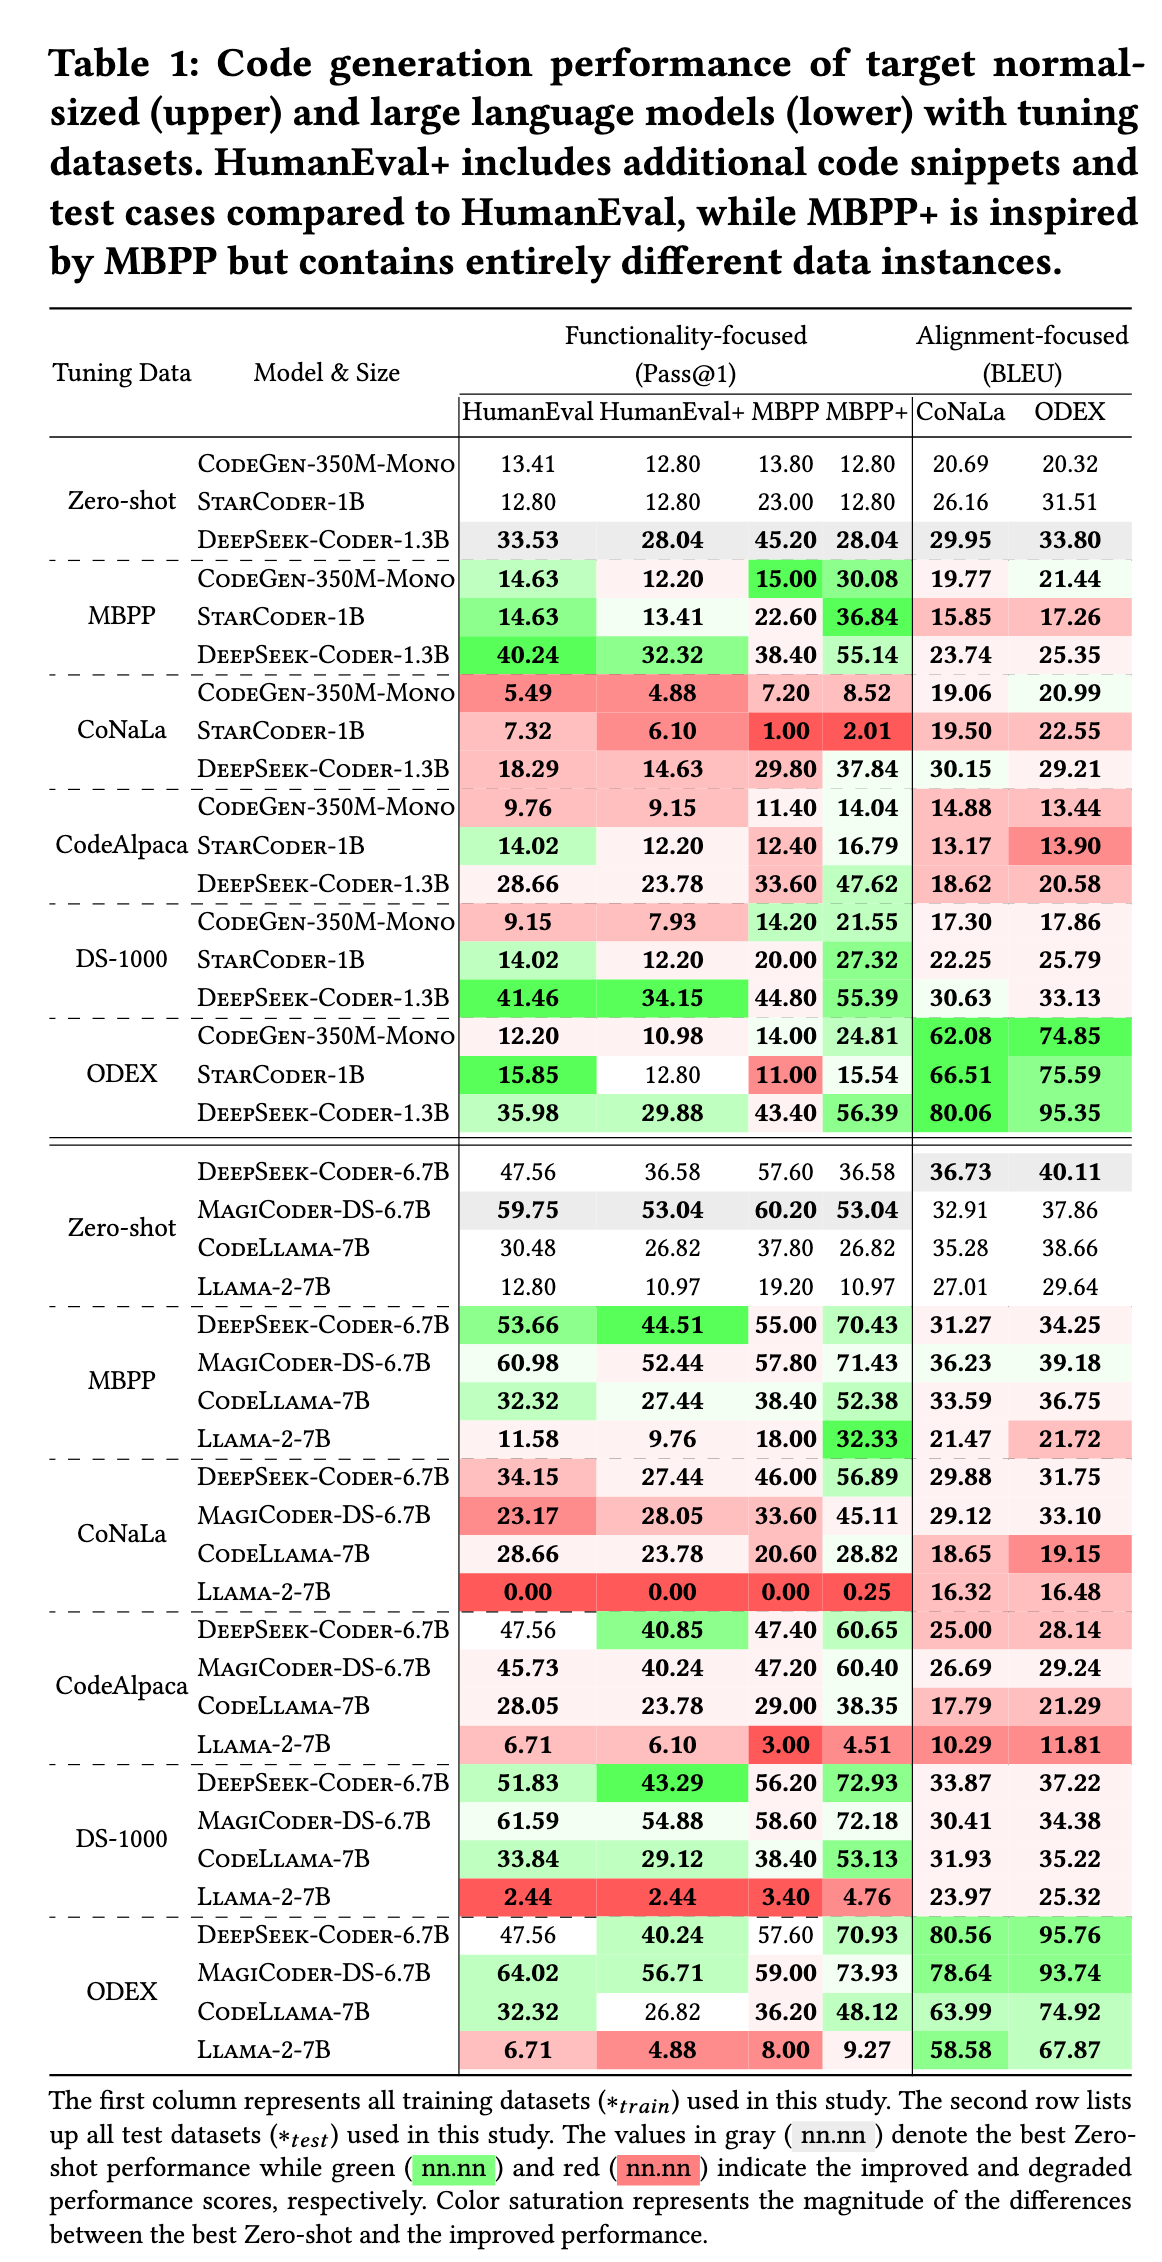 Table 1: Code generation performance of target normal-
sized (upper) and large language models (lower) with tuning
datasets. HumanEval+ includes additional code snippets and
test cases compared to HumanEval, while MBPP+ is inspired
by MBPP but contains entirely different data instances.
Tuning Data Model & Size Functionality-focused (Pass@1) Alignment-focused (BLEU)
HumanEval HumanEval+ MBPP MBPP+ CoNaLa ODEX
Zero-shot
CodeGen-350M-Mono 13.41 12.80 13.80 12.80 20.69 20.32
StarCoder-1B 12.80 12.80 23.00 12.80 26.16 31.51
DeepSeek-Coder-1.3B 33.53 28.04 45.20 28.04 29.95 33.80
MBPP
CodeGen-350M-Mono 14.63 12.20 15.00 30.08 19.77 21.44
StarCoder-1B 14.63 13.41 22.60 36.84 15.85 17.26
DeepSeek-Coder-1.3B 40.24 32.32 38.40 55.14 23.74 25.35
CoNaLa
CodeGen-350M-Mono 5.49 4.88 7.20 8.52 19.06 20.99
StarCoder-1B 7.32 6.10 1.00 2.01 19.50 22.55
DeepSeek-Coder-1.3B 18.29 14.63 29.80 37.84 30.15 29.21
CodeAlpaca
CodeGen-350M-Mono 9.76 9.15 11.40 14.04 14.88 13.44
StarCoder-1B 14.02 12.20 12.40 16.79 13.17 13.90
DeepSeek-Coder-1.3B 28.66 23.78 33.60 47.62 18.62 20.58
DS-1000
CodeGen-350M-Mono 9.15 7.93 14.20 21.55 17.30 17.86
StarCoder-1B 14.02 12.20 20.00 27.32 22.25 25.79
DeepSeek-Coder-1.3B 41.46 34.15 44.80 55.39 30.63 33.13
ODEX
CodeGen-350M-Mono 12.20 10.98 14.00 24.81 62.08 74.85
StarCoder-1B 15.85 12.80 11.00 15.54 66.51 75.59
DeepSeek-Coder-1.3B 35.98 29.88 43.40 56.39 80.06 95.35
Zero-shot
DeepSeek-Coder-6.7B 47.56 36.58 57.60 36.58 36.73 40.11
MagiCoder-DS-6.7B 59.75 53.04 60.20 53.04 32.91 37.86
CodeLlama-7B 30.48 26.82 37.80 26.82 35.28 38.66
Llama-2-7B 12.80 10.97 19.20 10.97 27.01 29.64
MBPP
DeepSeek-Coder-6.7B 53.66 44.51 55.00 70.43 31.27 34.25
MagiCoder-DS-6.7B 60.98 52.44 57.80 71.43 36.23 39.18
CodeLlama-7B 32.32 27.44 38.40 52.38 33.59 36.75
Llama-2-7B 11.58 9.76 18.00 32.33 21.47 21.72
CoNaLa
DeepSeek-Coder-6.7B 34.15 27.44 46.00 56.89 29.88 31.75
MagiCoder-DS-6.7B 23.17 28.05 33.60 45.11 29.12 33.10
CodeLlama-7B 28.66 23.78 20.60 28.82 18.65 19.15
Llama-2-7B 0.00 0.00 0.00 0.25 16.32 16.48
CodeAlpaca
DeepSeek-Coder-6.7B 47.56 40.85 47.40 60.65 25.00 28.14
MagiCoder-DS-6.7B 45.73 40.24 47.20 60.40 26.69 29.24
CodeLlama-7B 28.05 23.78 29.00 38.35 17.79 21.29
Llama-2-7B 6.71 6.10 3.00 4.51 10.29 11.81
DS-1000
DeepSeek-Coder-6.7B 51.83 43.29 56.20 72.93 33.87 37.22
MagiCoder-DS-6.7B 61.59 54.88 58.60 72.18 30.41 34.38
CodeLlama-7B 33.84 29.12 38.40 53.13 31.93 35.22
Llama-2-7B 2.44 2.44 3.40 4.76 23.97 25.32
ODEX
DeepSeek-Coder-6.7B 47.56 40.24 57.60 70.93 80.56 95.76
MagiCoder-DS-6.7B 64.02 56.71 59.00 73.93 78.64 93.74
CodeLlama-7B 32.32 26.82 36.20 48.12 63.99 74.92
Llama-2-7B 6.71 4.88 8.00 9.27 58.58 67.87
The first column represents all training datasets (*train) used in this study. The second row lists
up all test datasets (*test) used in this study. The values in gray ( nn.nn ) denote the best Zero-
shot performance while green ( nn.nn ) and red ( nn.nn ) indicate the improved and degraded
performance scores, respectively. Color saturation represents the magnitude of the differences
between the best Zero-shot and the improved performance.